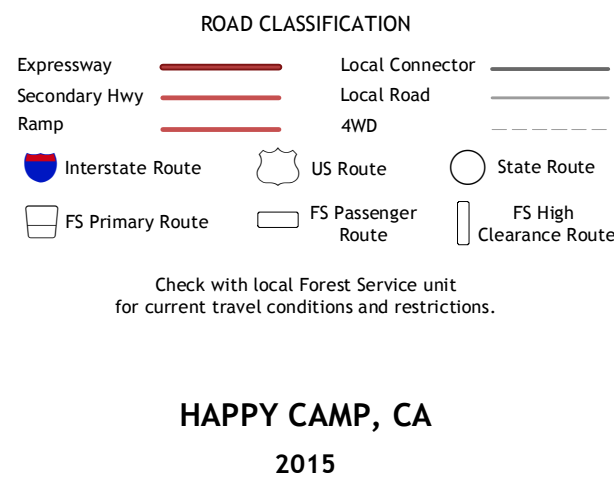 ROAD CLASSIFICATION
Expressway
Local Connector
Secondary Hwy
Local Road
Ramp
4WD
Interstate Route
US Route
State Route
FS Primary Route
FS Passenger
Route
FS High
Clearance Route
Check with local Forest Service unit
for current travel conditions and restrictions.
HAPPY CAMP, CA
2015